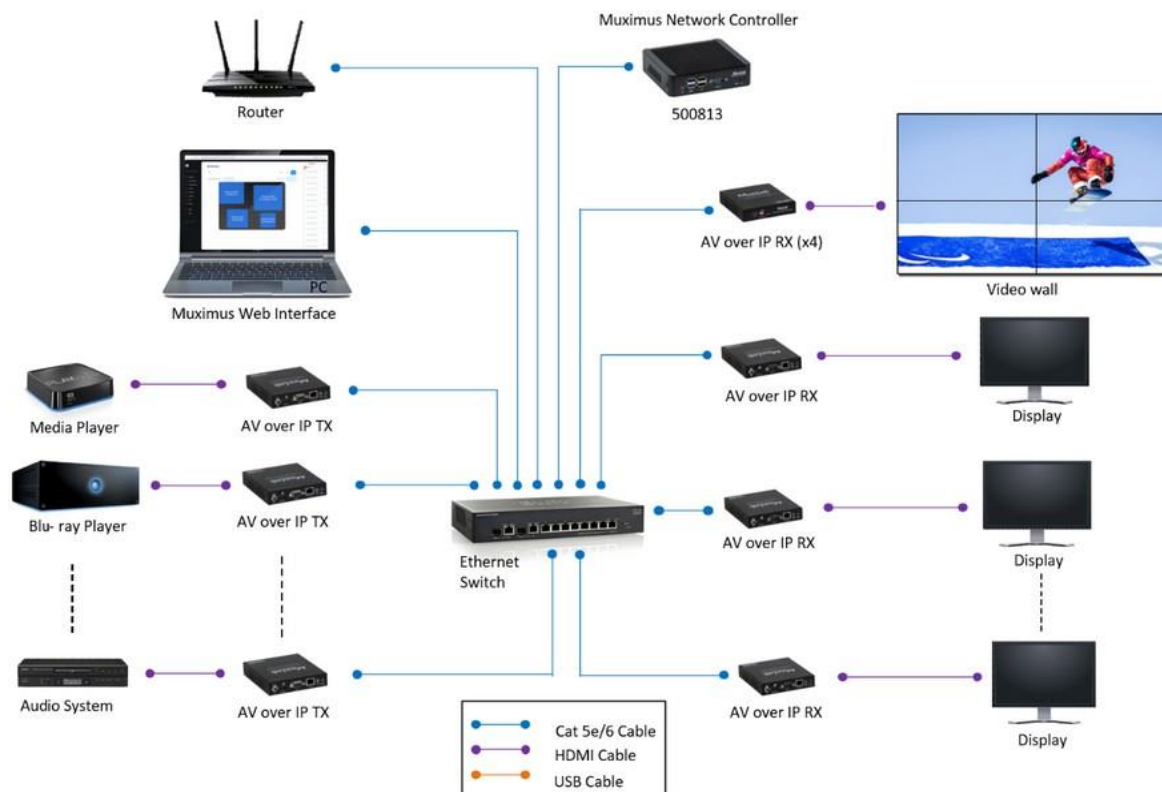 Muximus Network Controller
Router
500813
PC
Muximus Web Interface
AV over IP RX (x4)
Video wall
Media Player
AV over IP TX
AV over IP RX
Display
Blu- ray Player
AV over IP TX
Ethernet
Switch
AV over IP RX
Display
Audio System
AV over IP TX
AV over IP RX
Display
Cat 5e/6 Cable
HDMI Cable
USB Cable